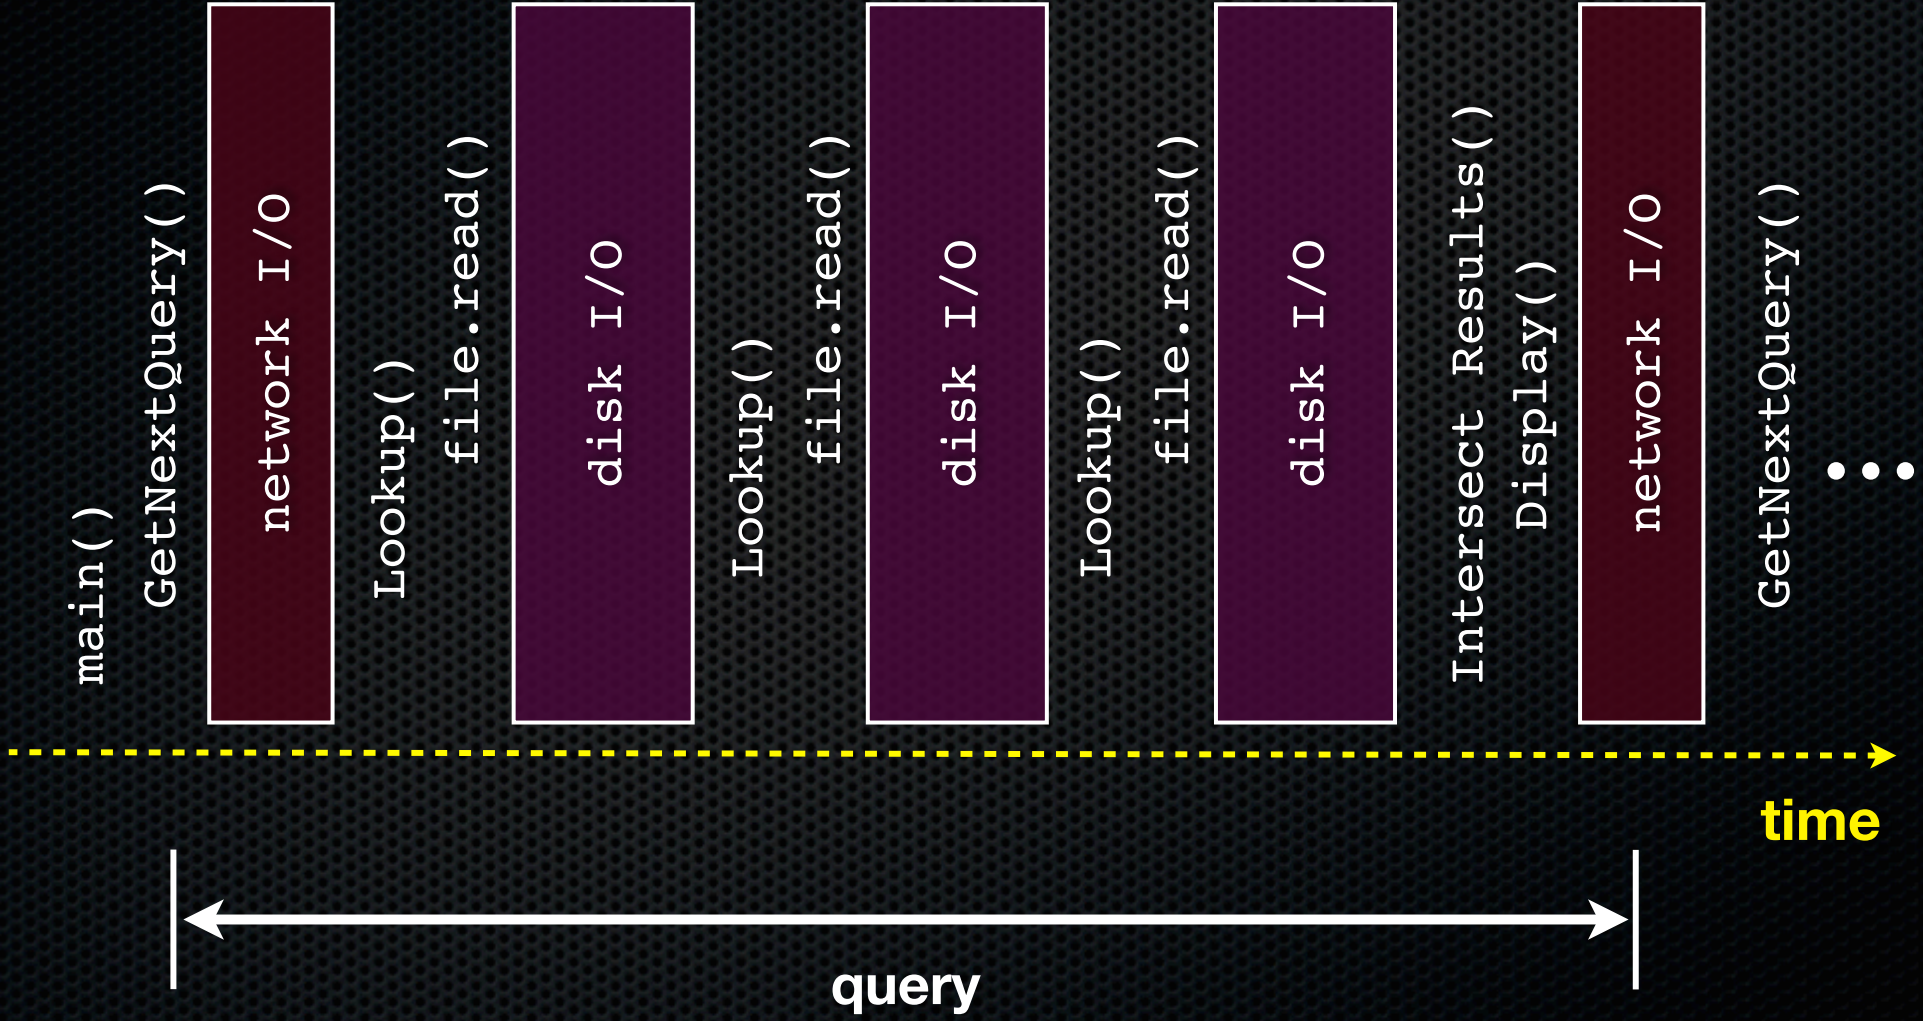 main()
GetNextQuery()
network I/O
Lookup()
file.read()
disk I/O
Lookup()
file.read()
disk I/O
Lookup()
file.read()
disk I/O
Intersect Results()
Display()
network I/O
GetNextQuery()
•••
time
query